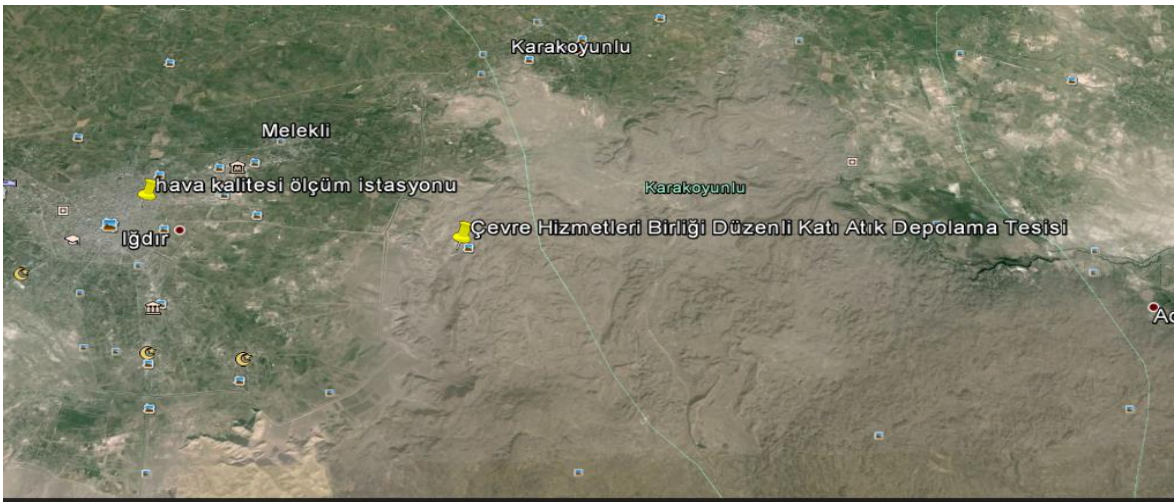 Karakoyunlu
Melekli
hava kalitesi ölçüm istasyonu
Karakoyunlu
Çevre Hizmetleri Birliği Düzenli Katı Atık Depolama Tesisi
Iğdır